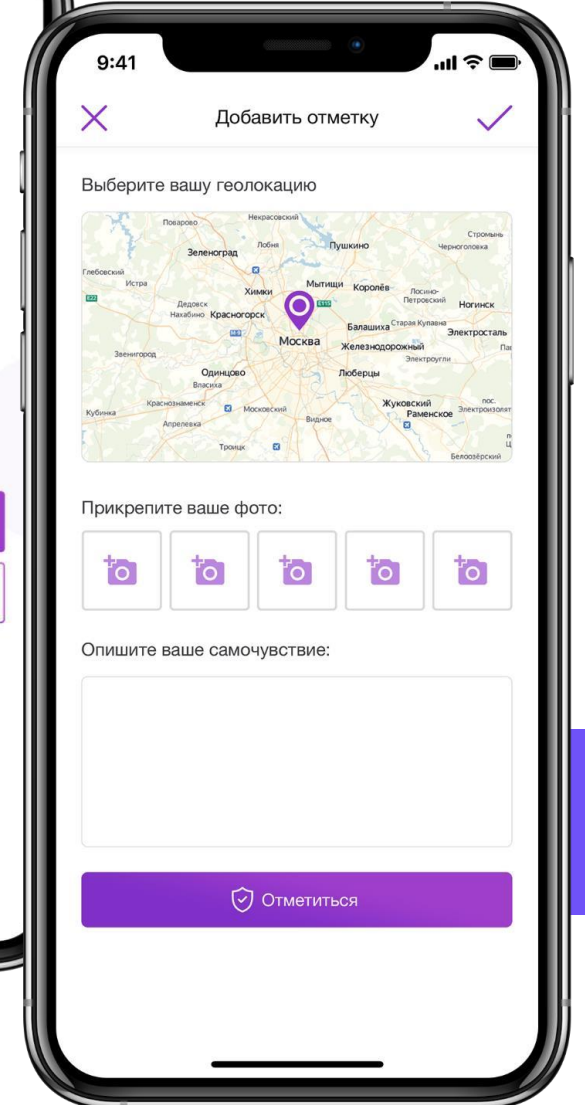 9:41
Добавить отметку
Выберите вашу геолокацию
Некрасовский
Поварово
Стромынь
Лобня
Пушкино
Черноголовка
Зеленоград
Глебовский
Истра
Химки
Мытищи
Королёв
Лосино-
Петровский
Дедовск
Ногинск
Нахабино
Красногорск
Балашиха
Старая Купавна
Электросталь
Москва
Железнодорожный
Звенигород
Электроугли
Одинцово
Люберцы
Власиха
Краснознаменск
Московский
Жуковский
Раменское
пос.
Электроизолят
Кубинка
Апрелевка
Видное
Троицк
Белоозёрский
Прикрепите ваше фото:
Опишите ваше самочувствие:
Отметиться